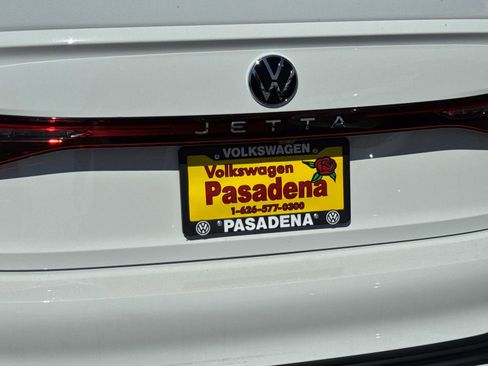 JETTA
VOLKSWAGEN
Volkswagen
Pasadena
1-626-577-0300
PASADENA